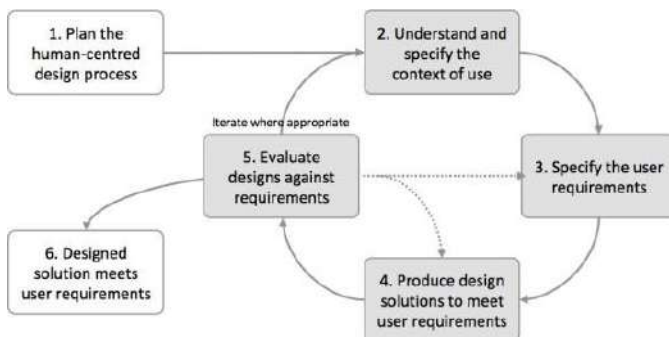 1. Plan the
human-centred
design process
2. Understand and
specify the
context of use
Iterate where appropriate
5. Evaluate
designs against
requirements
3. Specify the user
requirements
6. Designed
solution meets
user requirements
4. Produce design
solutions to meet
user requirements